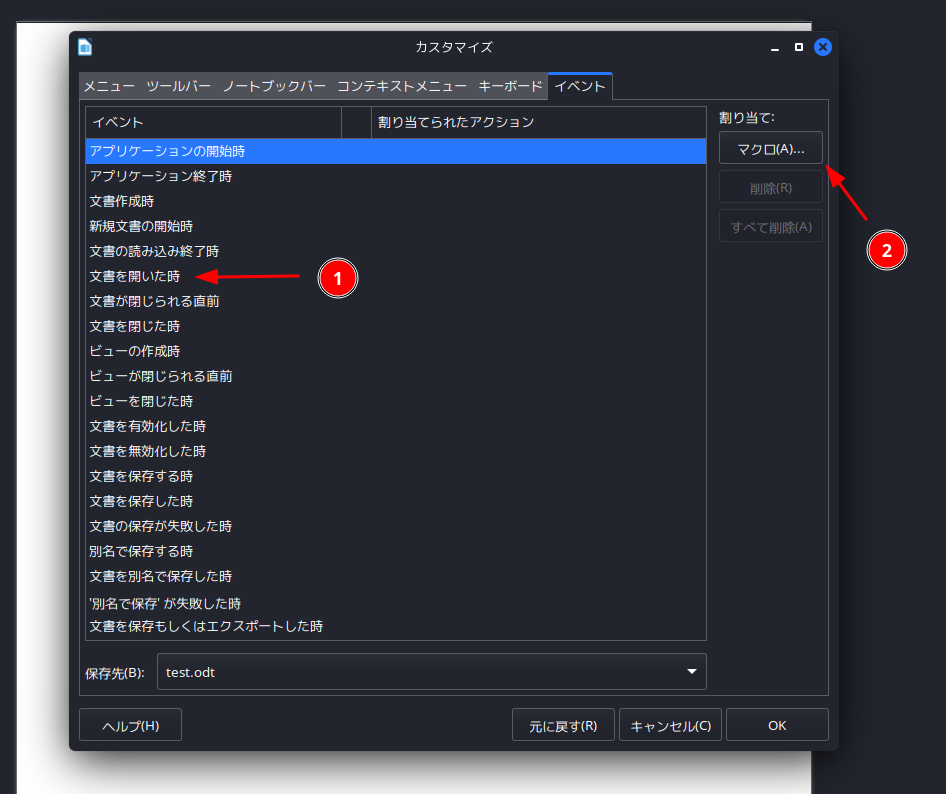 カスタマイズ
メニュー ツールバー ノートブックバー コンテキストメニュー キーボード イベント
イベント 割り当てられたアクション
割り当て:
アプリケーションの開始時
マクロ(A)...
アプリケーション終了時
削除(R)
文書作成時
新規文書の開始時
すべて削除(A)
文書の読み込み終了時
2
文書を開いた時
1
文書が閉じられる直前
文書を閉じた時
ビューの作成時
ビューが閉じられる直前
ビューを閉じた時
文書を有効化した時
文書を無効化した時
文書を保存する時
文書を保存した時
文書の保存が失敗した時
別名で保存する時
文書を別名で保存した時
'別名で保存' が失敗した時
文書を保存もしくはエクスポートした時
保存先(B): test.odt
ヘルプ(H) 元に戻す(R) キャンセル(C) OK